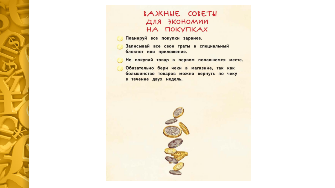 ВАЖНЫЕ СОВЕТЫ
ДЛЯ ЭКОНОМИИ
НА ПОКУПКАХ
Планируй все покупки заранее.
Записывай все свои траты в специальный
блокнот или приложение.
Не покупай товар в первом попавшемся месте.
Обязательно бери чеки в магазине, так как
большинство товаров можно вернуть по чеку
в течение двух недель.